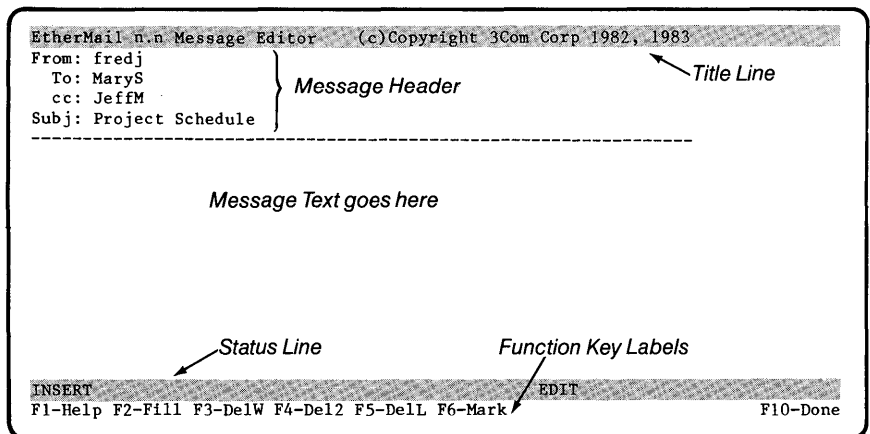 EtherMail n.n Message Editor (c)Copyright 3Com Corp 1982, 1983
Title Line
From: fredj
To: MaryS
cc: JeffM
Subj: Project Schedule
Message Header
Message Text goes here
Status Line
Function Key Labels
INSERT EDIT
F1-Help F2-Fill F3-DelW F4-Del2 F5-DelL F6-Mark F10-Done